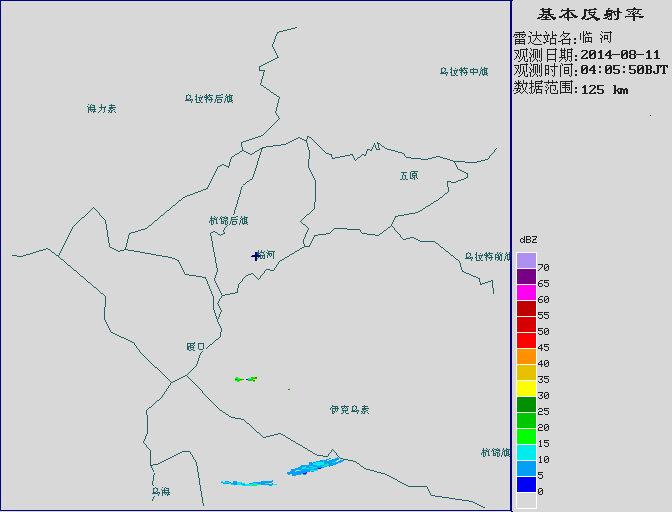 基本反射率
雷达站名:临 河
观测日期:2014-08-11
观测时间:04:05:50BJT
数据范围:125 km
乌拉特中旗
乌拉特后旗
海力素
五原
杭锦后旗
临河
乌拉特前旗
dBZ
70
65
60
55
50
45
40
35
30
25
20
15
10
5
0
磴口
伊克乌素
杭锦旗
乌海